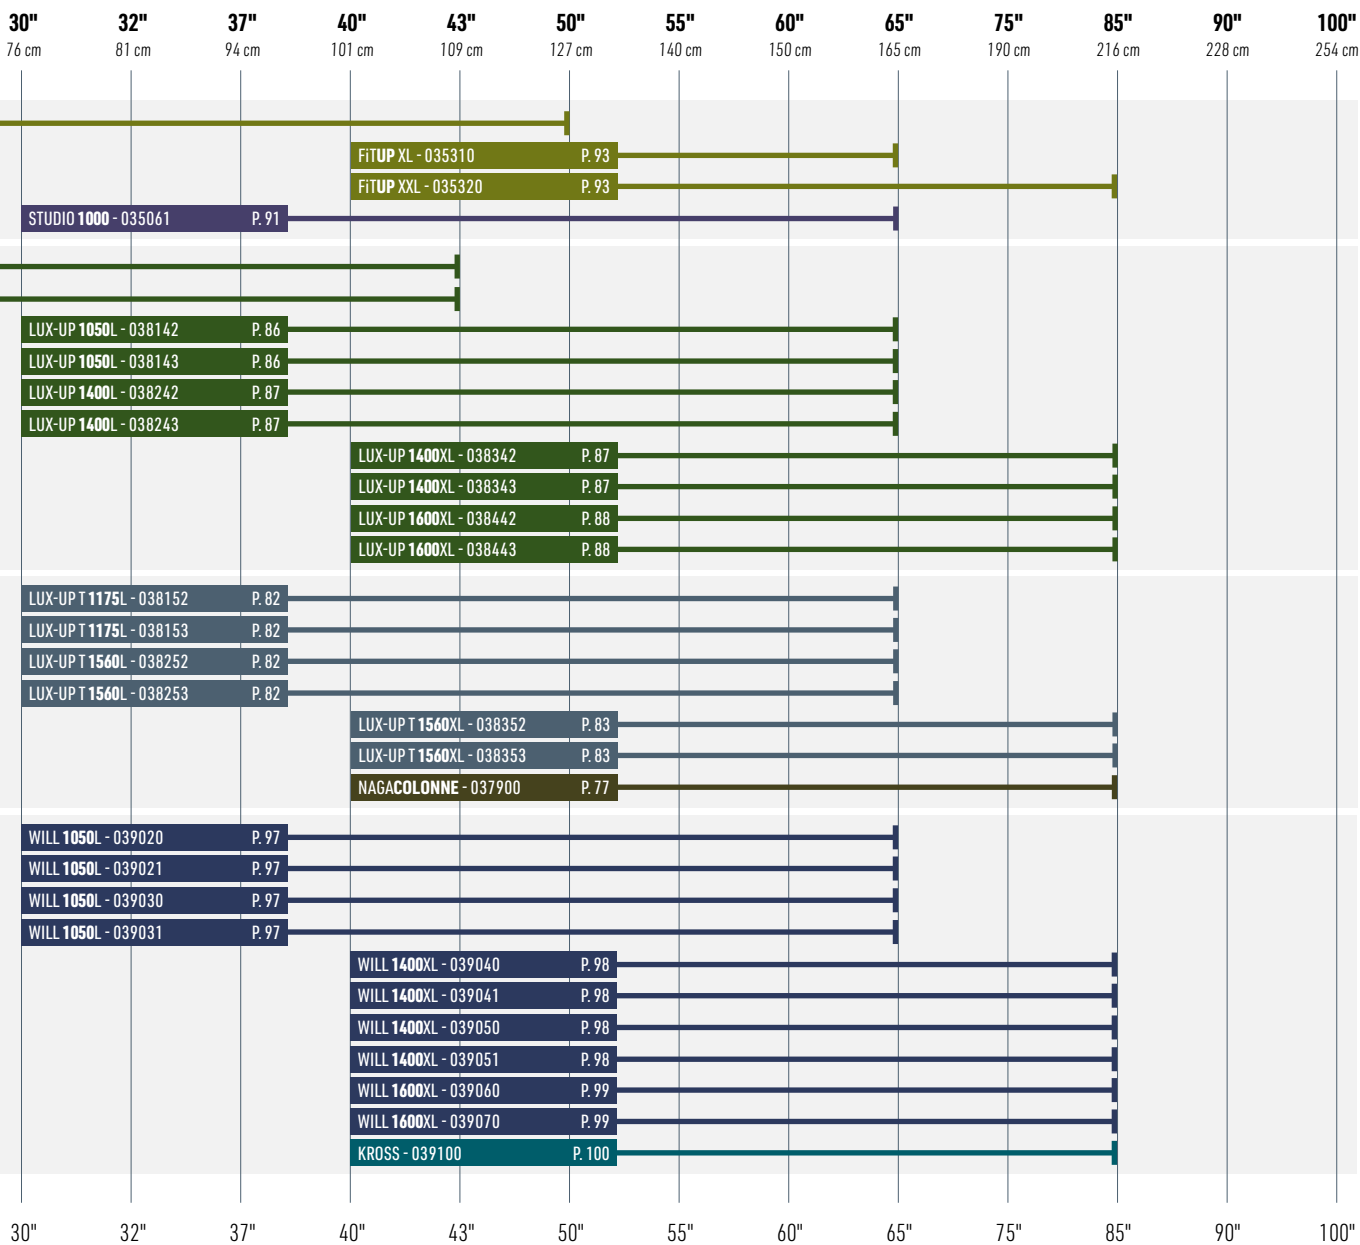 30" 32" 37" 40" 43" 50" 55" 60" 65" 75" 85" 90" 100"
76 cm 81 cm 94 cm 101 cm 109 cm 127 cm 140 cm 150 cm 165 cm 190 cm 216 cm 228 cm 254 cm
FiTUP XL - 035310 P. 93
FiTUP XXL - 035320 P. 93
STUDIO 1000 - 035061 P. 91
LUX-UP 1050L - 038142 P. 86
LUX-UP 1050L - 038143 P. 86
LUX-UP 1400L - 038242 P. 87
LUX-UP 1400L - 038243 P. 87
LUX-UP 1400XL - 038342 P. 87
LUX-UP 1400XL - 038343 P. 87
LUX-UP 1600XL - 038442 P. 88
LUX-UP 1600XL - 038443 P. 88
LUX-UP T 1175L - 038152 P. 82
LUX-UP T 1175L - 038153 P. 82
LUX-UP T 1560L - 038252 P. 82
LUX-UP T 1560L - 038253 P. 82
LUX-UP T 1560XL - 038352 P. 83
LUX-UP T 1560XL - 038353 P. 83
NAGACOLONNE - 037900 P. 77
WILL 1050L - 039020 P. 97
WILL 1050L - 039021 P. 97
WILL 1050L - 039030 P. 97
WILL 1050L - 039031 P. 97
WILL 1400XL - 039040 P. 98
WILL 1400XL - 039041 P. 98
WILL 1400XL - 039050 P. 98
WILL 1400XL - 039051 P. 98
WILL 1600XL - 039060 P. 99
WILL 1600XL - 039070 P. 99
KROSS - 039100 P. 100
30" 32" 37" 40" 43" 50" 55" 60" 65" 75" 85" 90" 100"